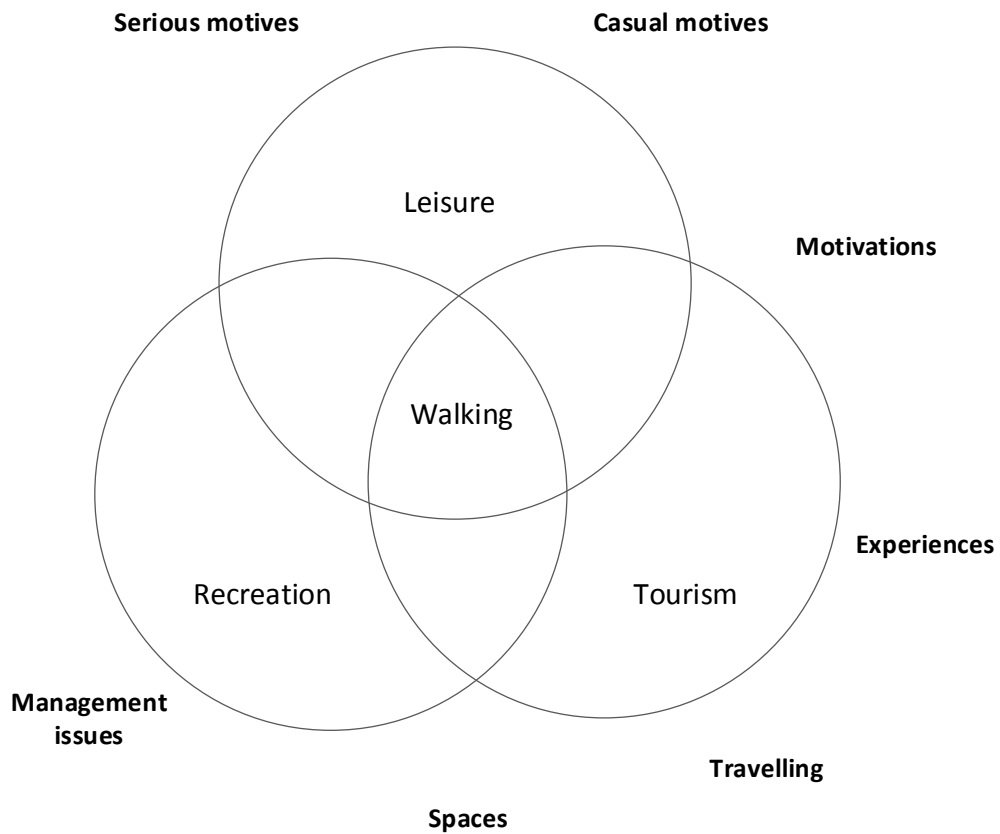 Serious motives
Casual motives
Leisure
Motivations
Walking
Experiences
Recreation
Tourism
Management
issues
Travelling
Spaces